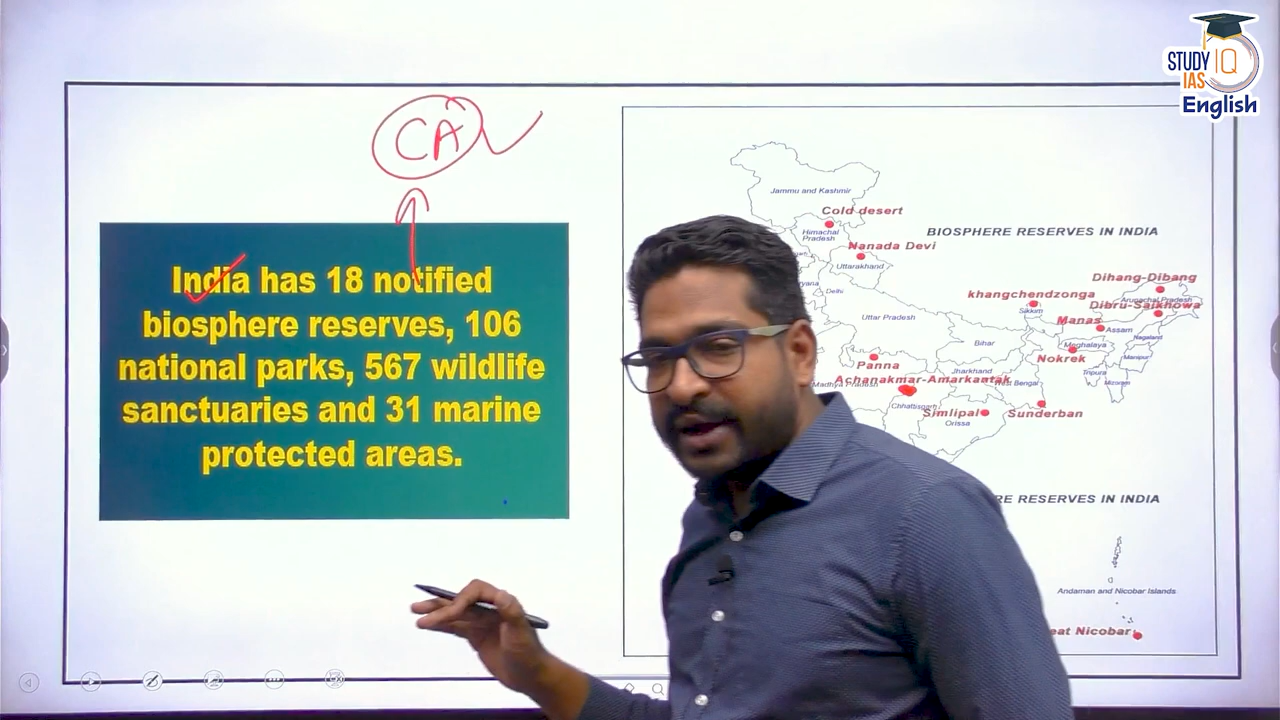 STUDY IQ
IAS
English
CA
India has 18 notified
biosphere reserves, 106
national parks, 567 wildlife
sanctuaries and 31 marine
protected areas.
Jammu and Kashmir
Cold desert
BIOSPHERE RESERVES IN INDIA
Himachal
Pradesh
Nanada Devi
Uttarakhand
Dihang-Dibang
Delhi
khangchendzonga
Arunachal Pradesh
Dibru-Saikhowa
Sikkim
Uttar Pradesh
Manas
Assam
Nagaland
Bihar
Meghalaya
Manipur
Nokrek
Panna
Jharkhand
Tripura
Mizoram
Achanakmar-Amarkantak
Madhya Pradesh
West Bengal
Chhattisgarh
Simlipal
Sunderban
Orissa
RE RESERVES IN INDIA
Andaman and Nicobar Islands
eat Nicobar